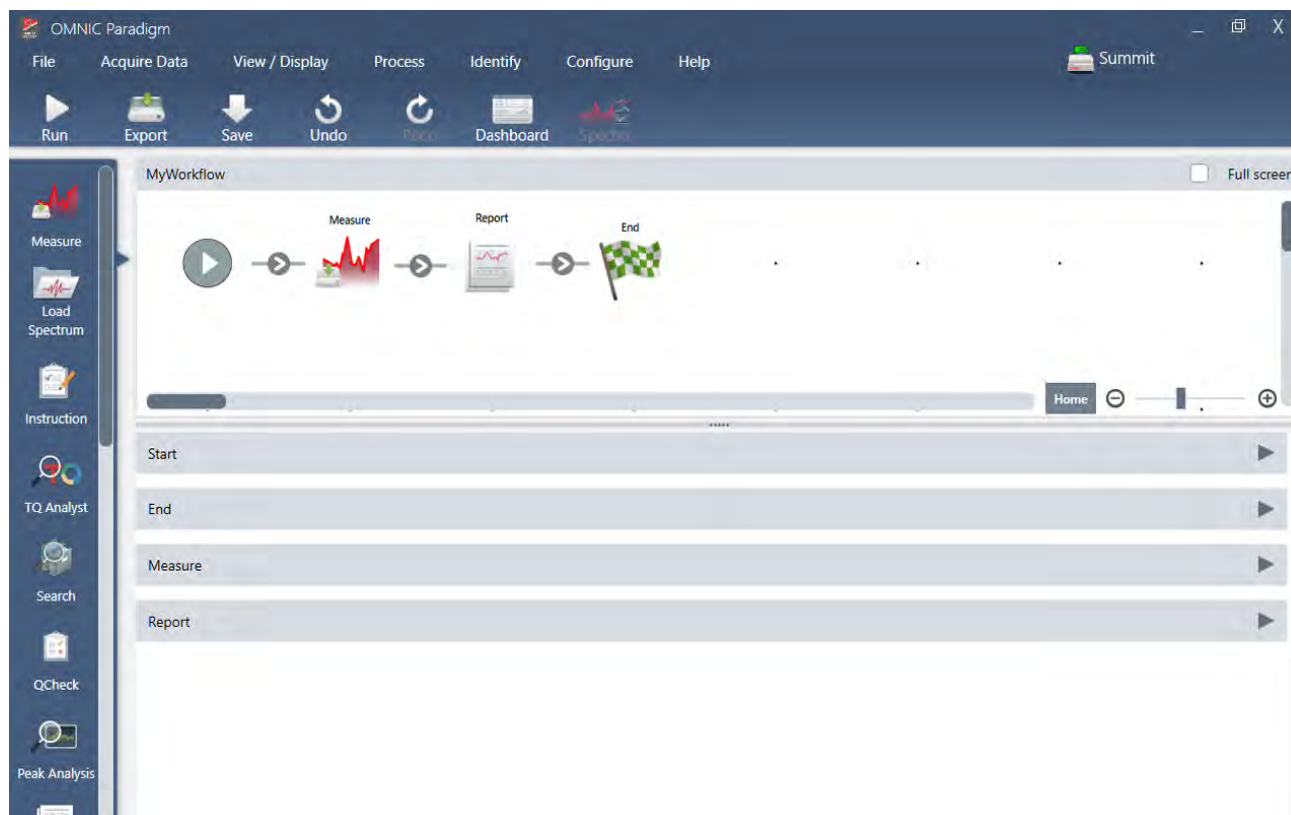 OMNIC Paradigm
_ X
File Acquire Data View / Display Process Identify Configure Help Summit
Run Export Save Undo Redo Dashboard Spectra
MyWorkflow Full screen
Measure
Load
Spectrum
Instruction
TQ Analyst
Search
QCheck
Peak Analysis
Measure Report End
Home
Start
End
Measure
Report